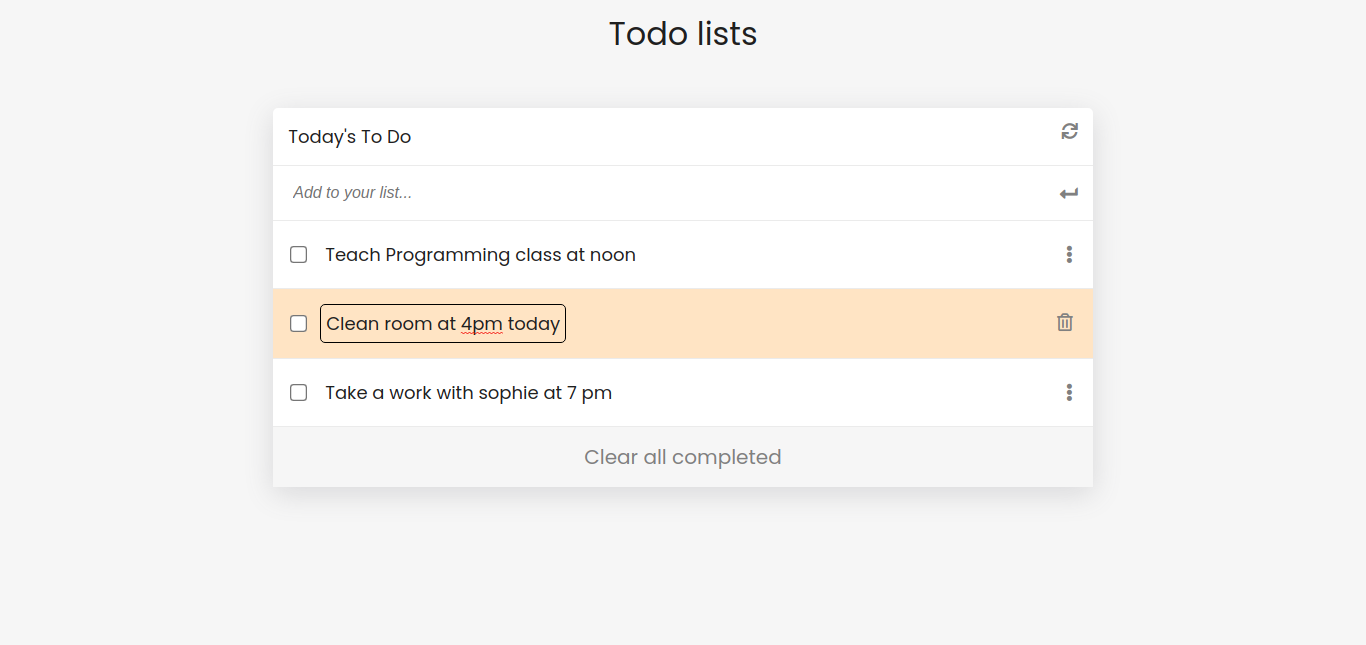 Todo lists
Today's To Do
Add to your list...
Teach Programming class at noon
Clean room at 4pm today
Take a work with sophie at 7 pm
Clear all completed